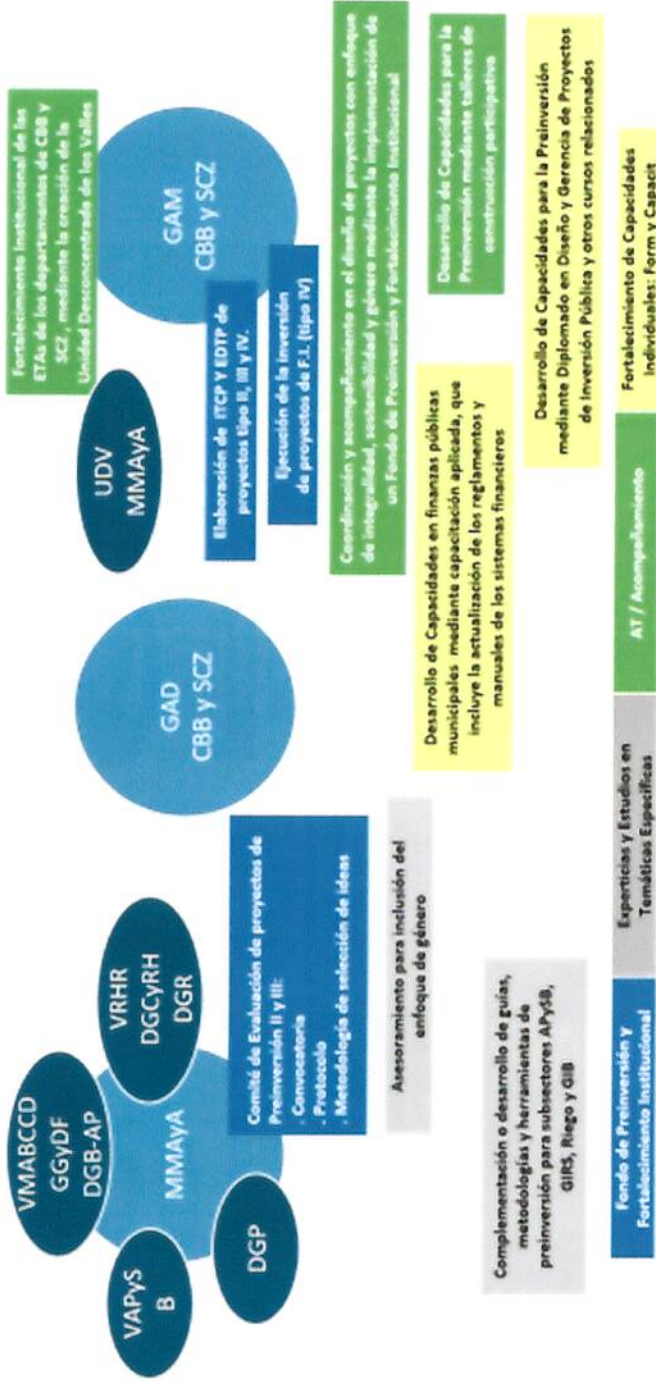 VMABCCD
GGyDF
DGB-AP
VAPyS
B
VRHR
DGCyRH
DGR
MMAyA
DGP
GAD
CBB y SCZ
UDV
MMAyA
GAM
CBB y SCZ
Fortalecimiento Institucional de las
ETAs de los departamentos de CBB y
SCZ , mediante la creación de la
Unidad Desconcentrada de los Valles
Comité de Evaluación de proyectos de
Preinversión II y III:
- Convocatoria
- Protocolo
- Metodología de selección de ideas
Elaboración de ITCP Y EDTP de
proyectos tipo II, III y IV.
Ejecución de la inversión
de proyectos de F.I. (tipo IV)
Asesoramiento para inclusión del
enfoque de género
Coordinación y acompañamiento en el diseño de proyectos con enfoque
de integralidad, sostenibilidad y género mediante la implementación de
un Fondo de Preinversión y Fortalecimiento Institucional
Complementación o desarrollo de guías,
metodologías y herramientas de
preinversión para subsectores APySB,
GIRS, Riego y GIB
Desarrollo de Capacidades en finanzas públicas
municipales mediante capacitación aplicada, que
incluye la actualización de los reglamentos y
manuales de los sistemas financieros
Desarrollo de Capacidades para la
Preinversión mediante talleres de
construcción participativa
Desarrollo de Capacidades para la Preinversión
mediante Diplomado en Diseño y Gerencia de Proyectos
de Inversión Pública y otros cursos relacionados
Fondo de Preinversión y
Fortalecimiento Institucional
Experticias y Estudios en
Temáticas Específicas
AT / Acompañamiento
Fortalecimiento de Capacidades
Individuales: Form y Capacit